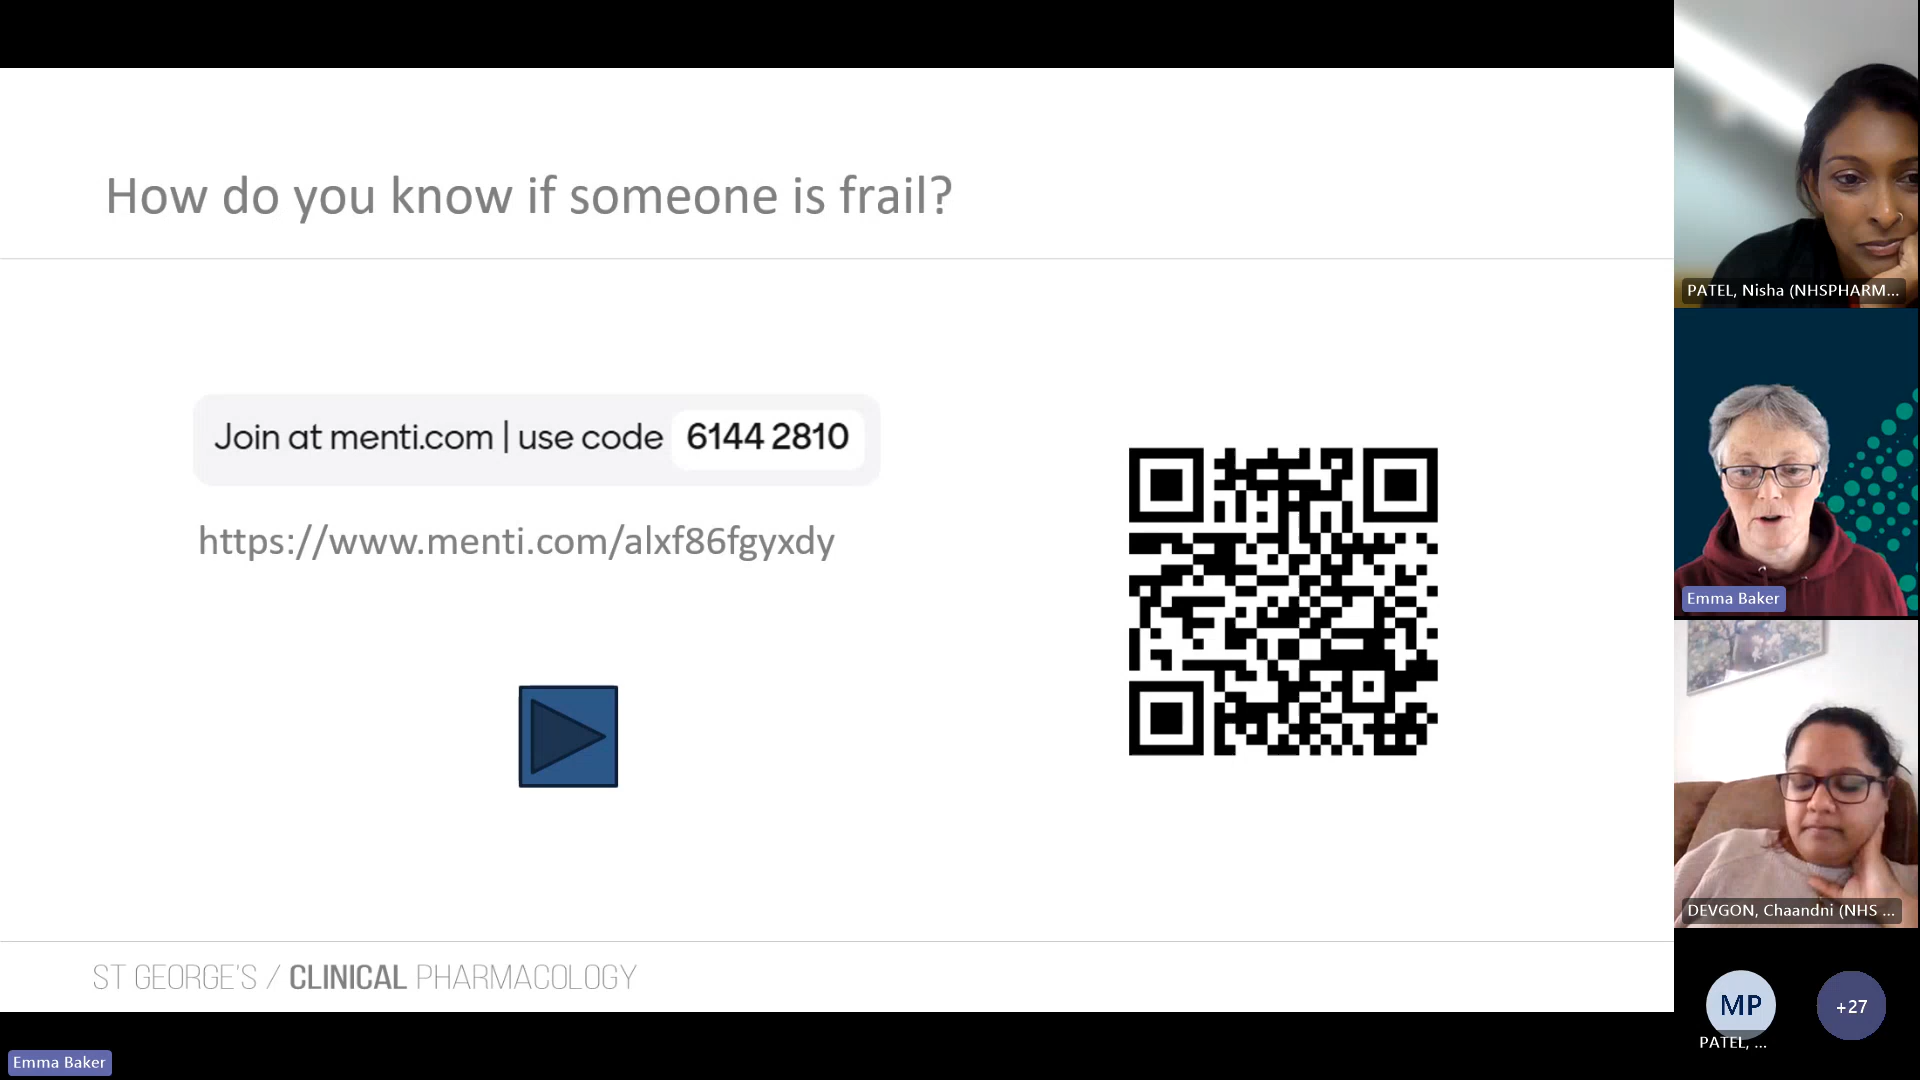 How do you know if someone is frail?
Join at menti.com | use code 6144 2810
https://www.menti.com/alxf86fgyxdy
ST GEORGE'S / CLINICAL PHARMACOLOGY
Emma Baker
PATEL, Nisha (NHSPHARM...
Emma Baker
DEVGON, Chaandni (NHS ...
MP
PATEL, ...
+27